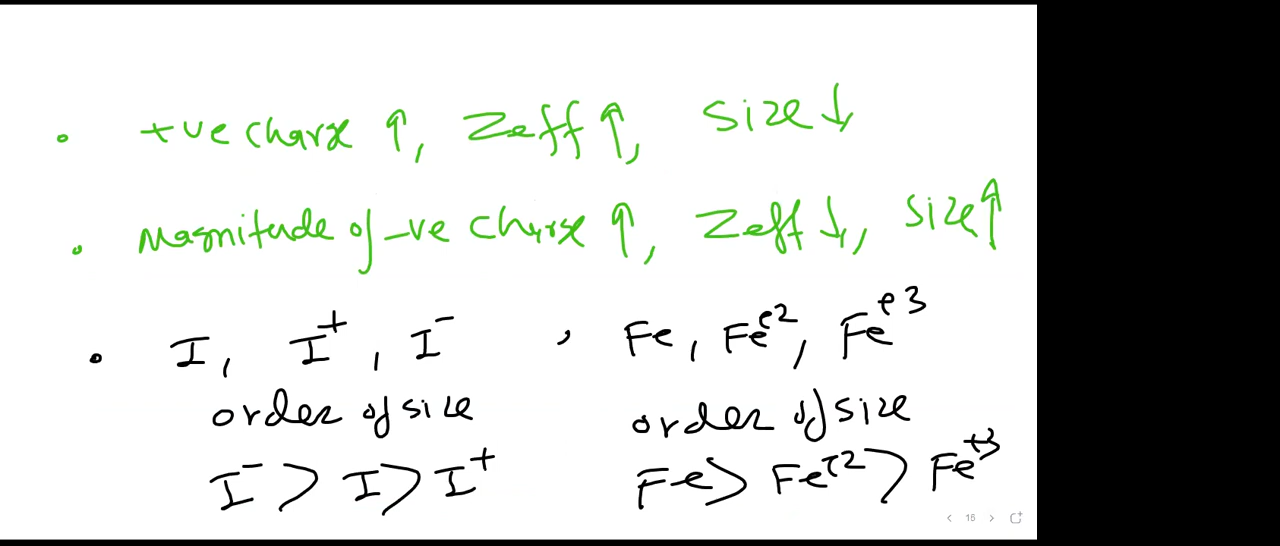 • +ve charge ↑, Zeff ↑, Size ↓
• Magnitude of -ve charge ↑, Zeff ↓, Size ↑
• I, I⁺, I⁻ , Fe, Fe⁺², Fe⁺³
order of size order of size
I⁻ > I > I⁺ Fe > Fe⁺² > Fe⁺³
< 16 >